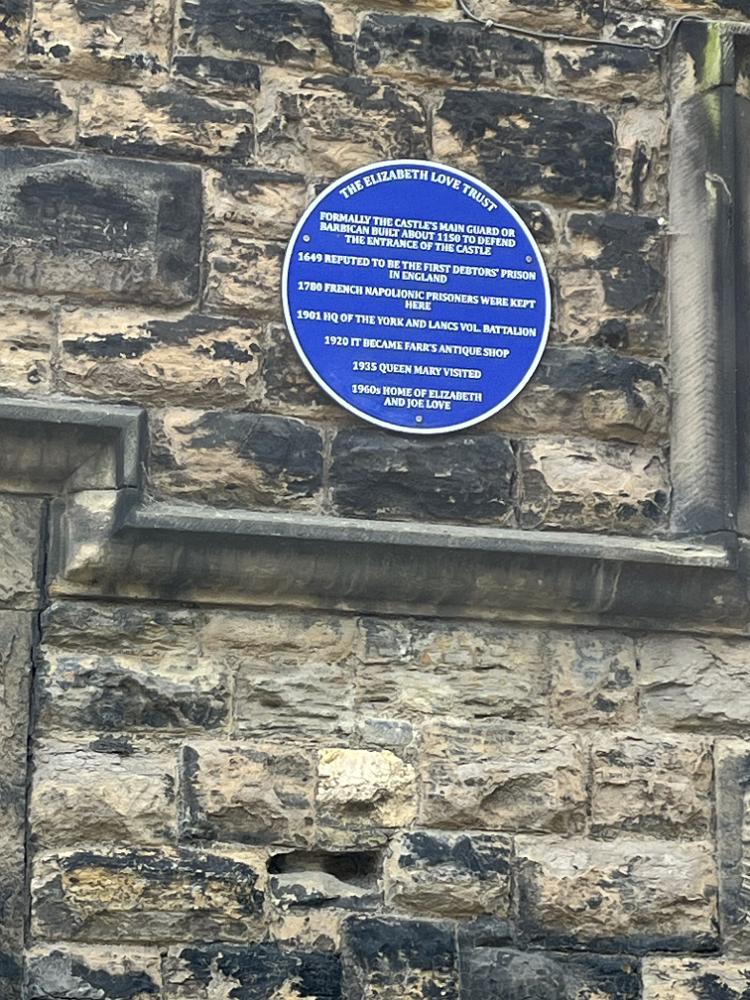 THE ELIZABETH LOVE TRUST
FORMALLY THE CASTLE'S MAIN GUARD OR
BARBICAN BUILT ABOUT 1150 TO DEFEND
THE ENTRANCE OF THE CASTLE
1649 REPUTED TO BE THE FIRST DEBTORS' PRISON
IN ENGLAND
1780 FRENCH NAPOLIONIC PRISONERS WERE KEPT
HERE
1901 HQ OF THE YORK AND LANCS VOL. BATTALION
1920 IT BECAME FARR'S ANTIQUE SHOP
1935 QUEEN MARY VISITED
1960s HOME OF ELIZABETH
AND JOE LOVE